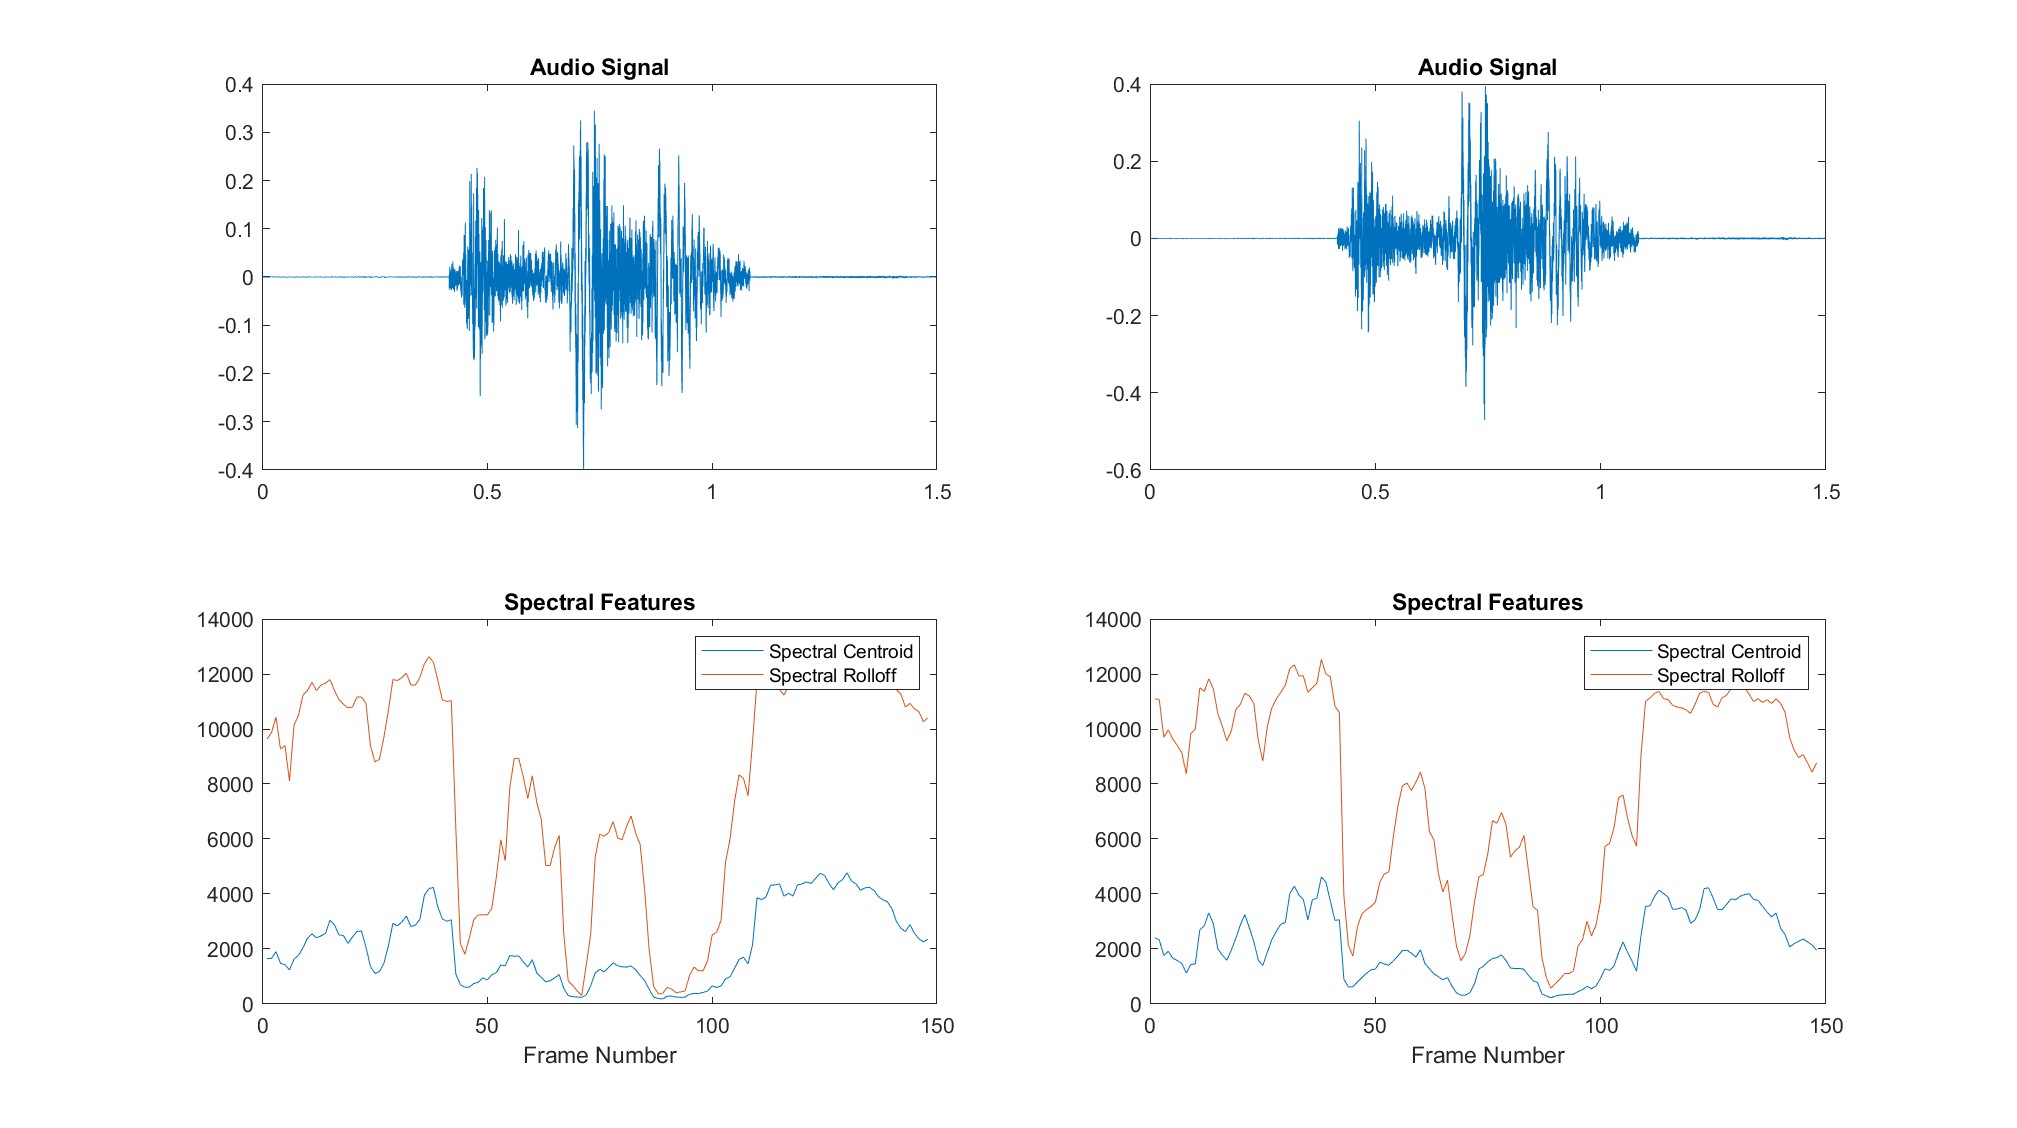 Audio Signal
0.4
0.3
0.2
0.1
0
-0.1
-0.2
-0.3
-0.4
0 0.5 1 1.5
Audio Signal
0.4
0.2
0
-0.2
-0.4
-0.6
0 0.5 1 1.5
Spectral Features
14000
12000
10000
8000
6000
4000
2000
0
Spectral Centroid
Spectral Rolloff
0 50 100 150
Frame Number
Spectral Features
14000
12000
10000
8000
6000
4000
2000
0
Spectral Centroid
Spectral Rolloff
0 50 100 150
Frame Number